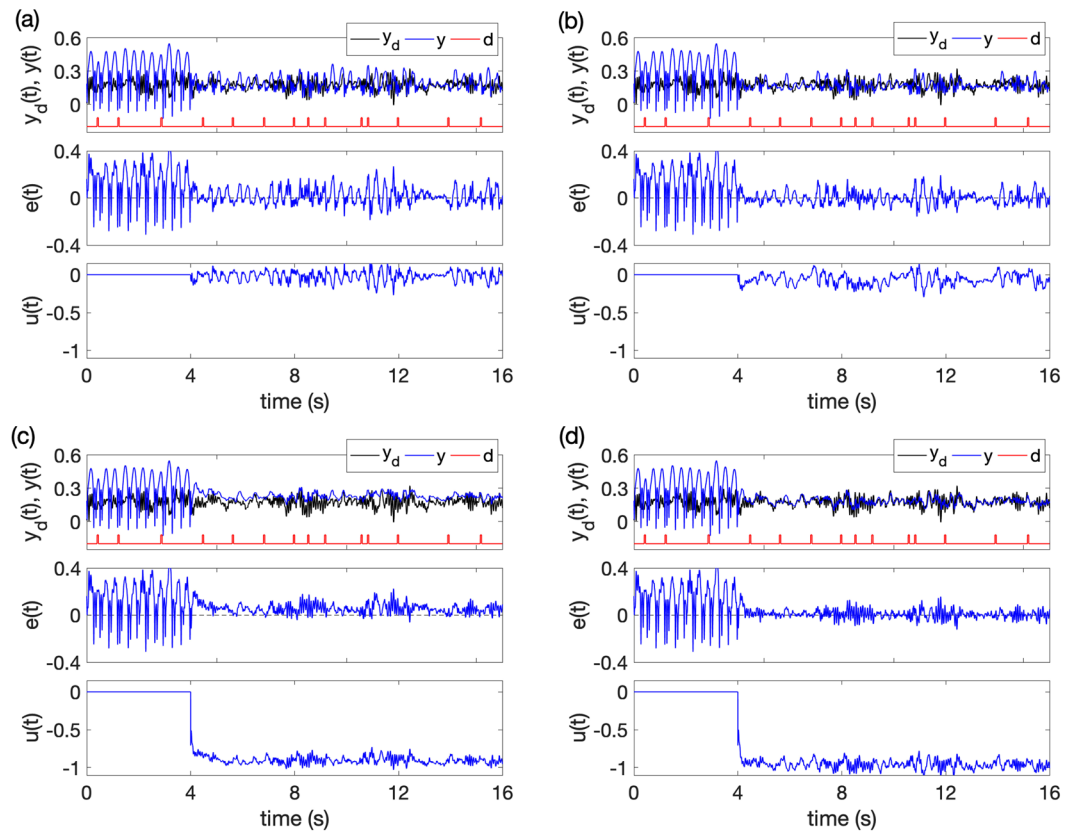 (a)
y_d y d
y_d(t), y(t)
0.6
0.3
0
e(t)
0.4
0
-0.4
u(t)
0
-0.5
-1
0 4 8 12 16
time (s)
(b)
y_d y d
y_d(t), y(t)
0.6
0.3
0
e(t)
0.4
0
-0.4
u(t)
0
-0.5
-1
0 4 8 12 16
time (s)
(c)
y_d y d
y_d(t), y(t)
0.6
0.3
0
e(t)
0.4
0
-0.4
u(t)
0
-0.5
-1
0 4 8 12 16
time (s)
(d)
y_d y d
y_d(t), y(t)
0.6
0.3
0
e(t)
0.4
0
-0.4
u(t)
0
-0.5
-1
0 4 8 12 16
time (s)